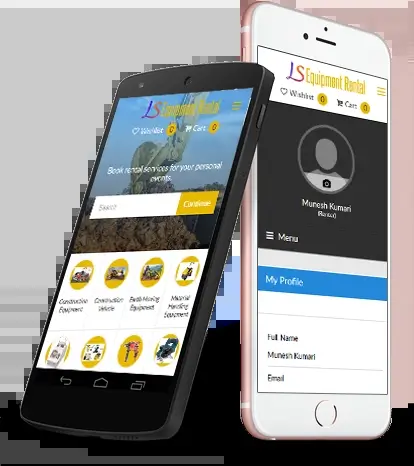 LS Equipment Rental
Wishlist 0 Cart 0
Book rental services for your personal
events.
Search Continue
Construction
Equipment
Construction
Vehicle
Earth Moving
Equipment
Material
Handling
Equipment
LS Equipment Rental
Wishlist 0 Cart 0
Munesh Kumari
(Renter)
Menu
My Profile
Full Name
Munesh Kumari
Email